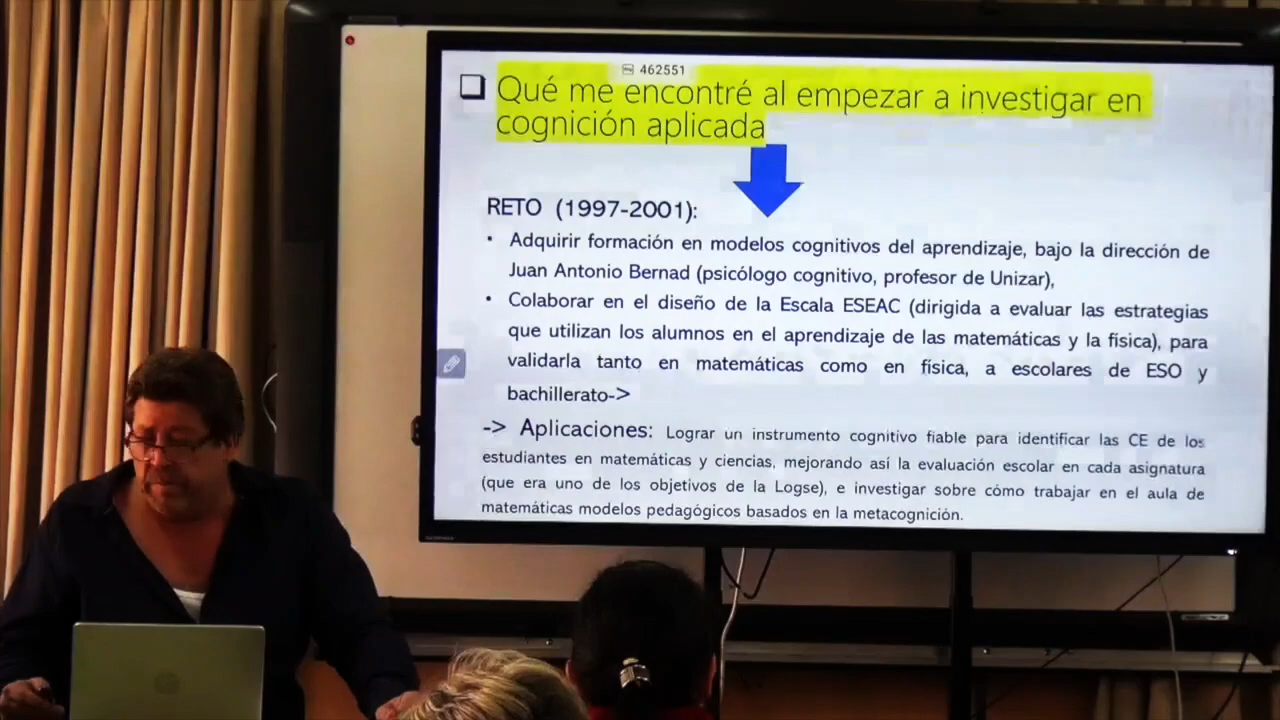 462551
Qué me encontré al empezar a investigar en
cognición aplicada
RETO (1997-2001):
• Adquirir formación en modelos cognitivos del aprendizaje, bajo la dirección de
Juan Antonio Bernad (psicólogo cognitivo, profesor de Unizar),
• Colaborar en el diseño de la Escala ESEAC (dirigida a evaluar las estrategias
que utilizan los alumnos en el aprendizaje de las matemáticas y la física), para
validarla tanto en matemáticas como en física, a escolares de ESO y
bachillerato->
-> Aplicaciones: Lograr un instrumento cognitivo fiable para identificar las CE de los
estudiantes en matemáticas y ciencias, mejorando así la evaluación escolar en cada asignatura
(que era uno de los objetivos de la Logse), e investigar sobre cómo trabajar en el aula de
matemáticas modelos pedagógicos basados en la metacognición.